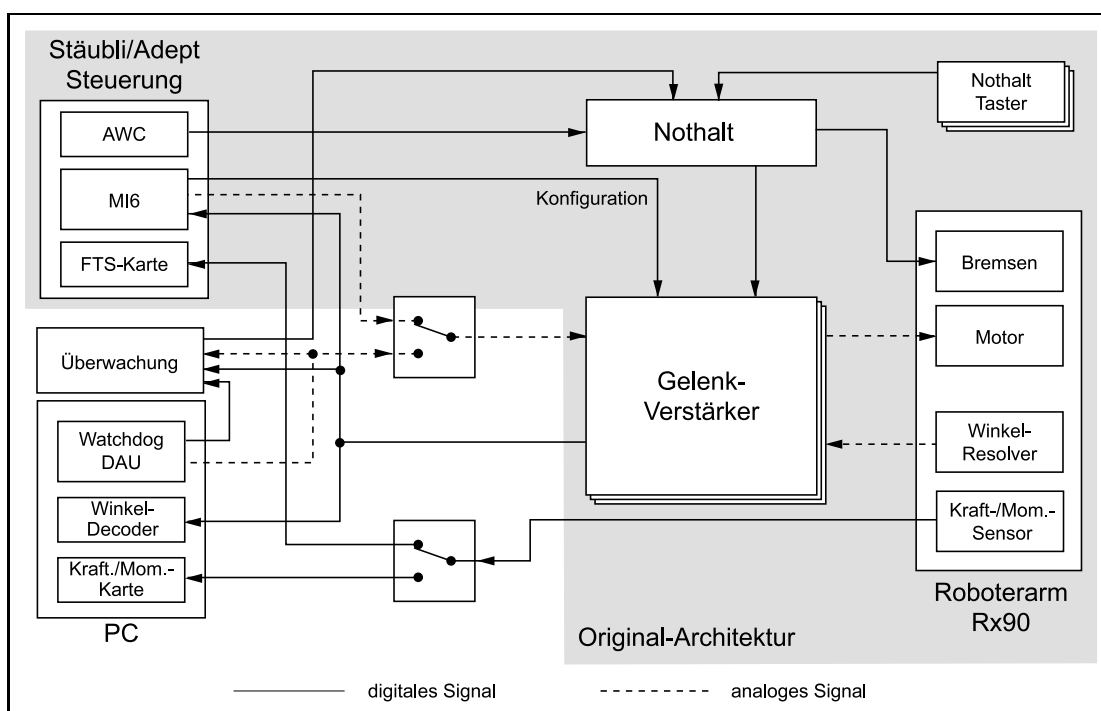 Stäubli/Adept
Steuerung
AWC
MI6
FTS-Karte
Nothalt
Nothalt
Taster
Konfiguration
Bremsen
Motor
Winkel-
Resolver
Kraft-/Mom.-
Sensor
Roboterarm
Rx90
Gelenk-
Verstärker
Überwachung
Watchdog
DAU
Winkel-
Decoder
Kraft./Mom.-
Karte
PC
Original-Architektur
digitales Signal
analoges Signal